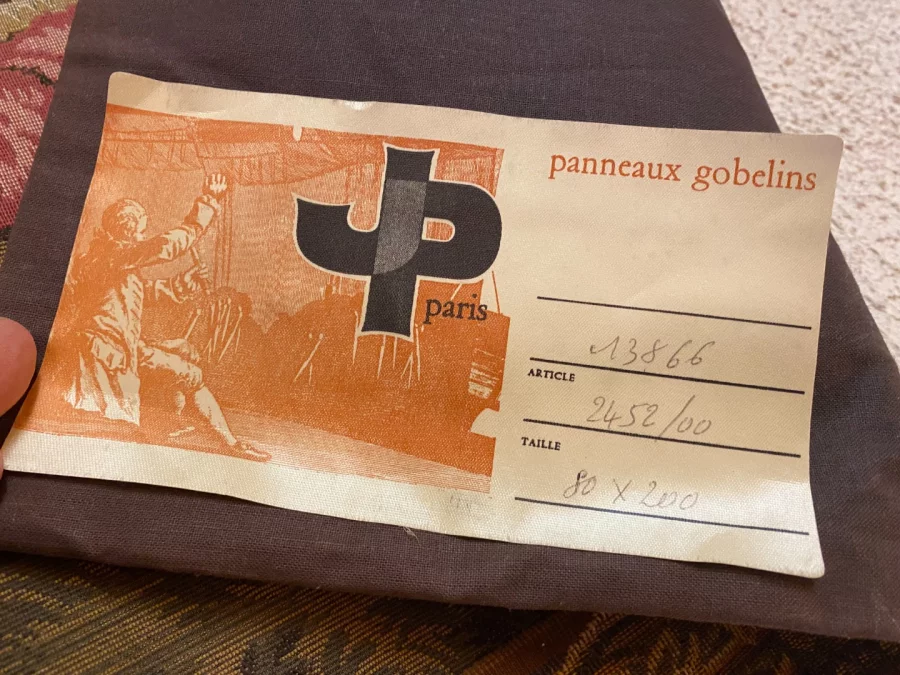 JP
paris
panneaux gobelins
13866
ARTICLE
2452/00
TAILLE
80 X 200